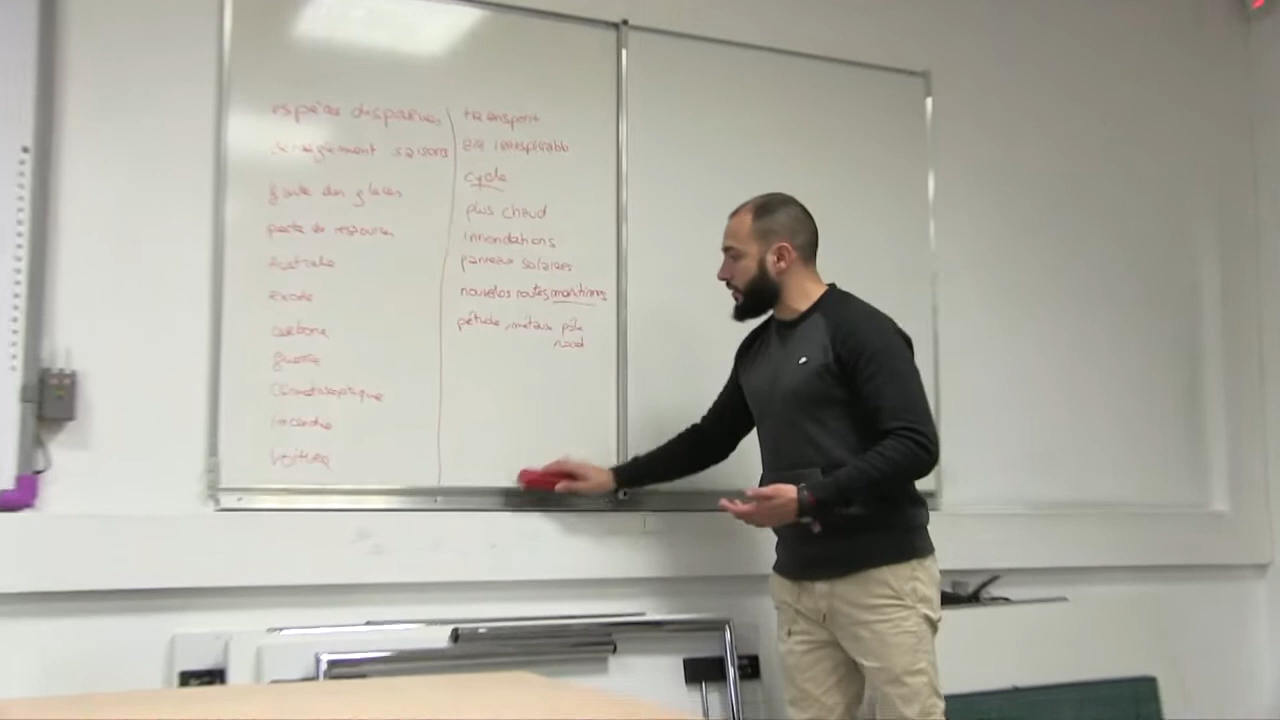 espèces disparues
dérèglement saisons
fonte des glaces
perte de ressources
Australie
Exode
carbone
guerre
Climatosceptique
Incendie
Voiture
transport
air irrespirable
cycle
plus chaud
innondations
panneaux solaires
nouvelles routes maritimes
pétrole, métaux pôle
nord